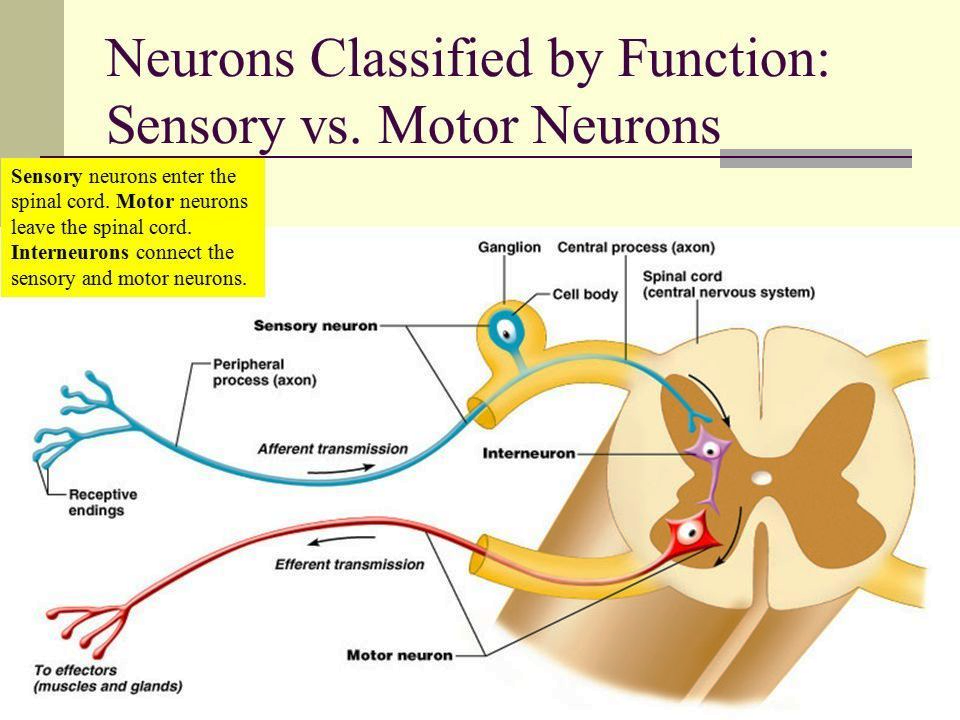 Neurons Classified by Function:
Sensory vs. Motor Neurons
Sensory neurons enter the
spinal cord. Motor neurons
leave the spinal cord.
Interneurons connect the
sensory and motor neurons.
Ganglion
Central process (axon)
Cell body
Spinal cord
(central nervous system)
Sensory neuron
Peripheral
process (axon)
Afferent transmission
Interneuron
Receptive
endings
Efferent transmission
Motor neuron
To effectors
(muscles and glands)